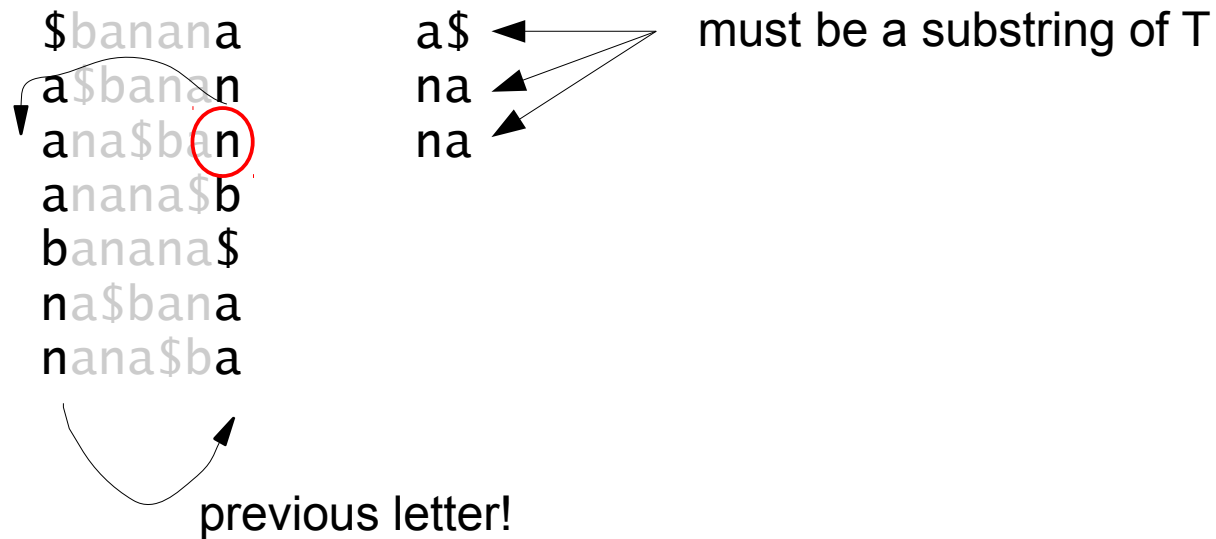 $banana a$ must be a substring of T
a$banan na
ana$ban na
anana$b
banana$
na$bana
nana$ba
previous letter!